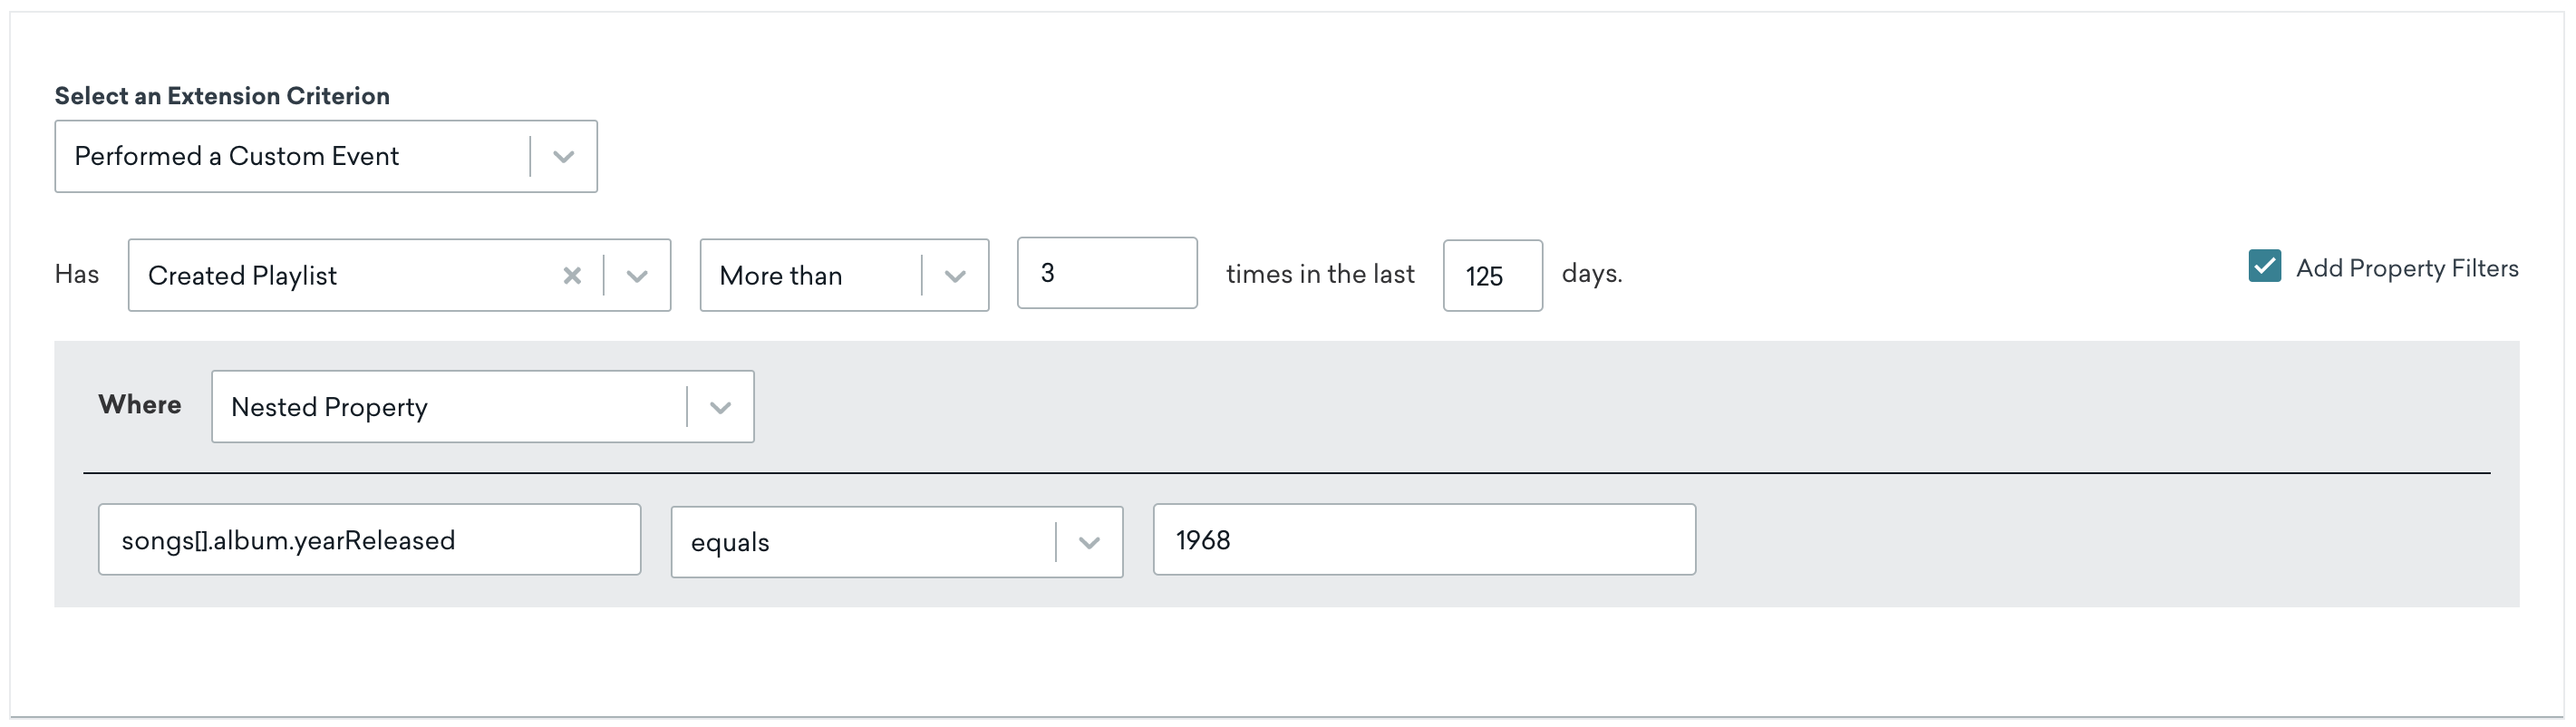 Select an Extension Criterion
Performed a Custom Event
Has Created Playlist More than 3 times in the last 125 days. Add Property Filters
Where Nested Property
songs[].album.yearReleased equals 1968